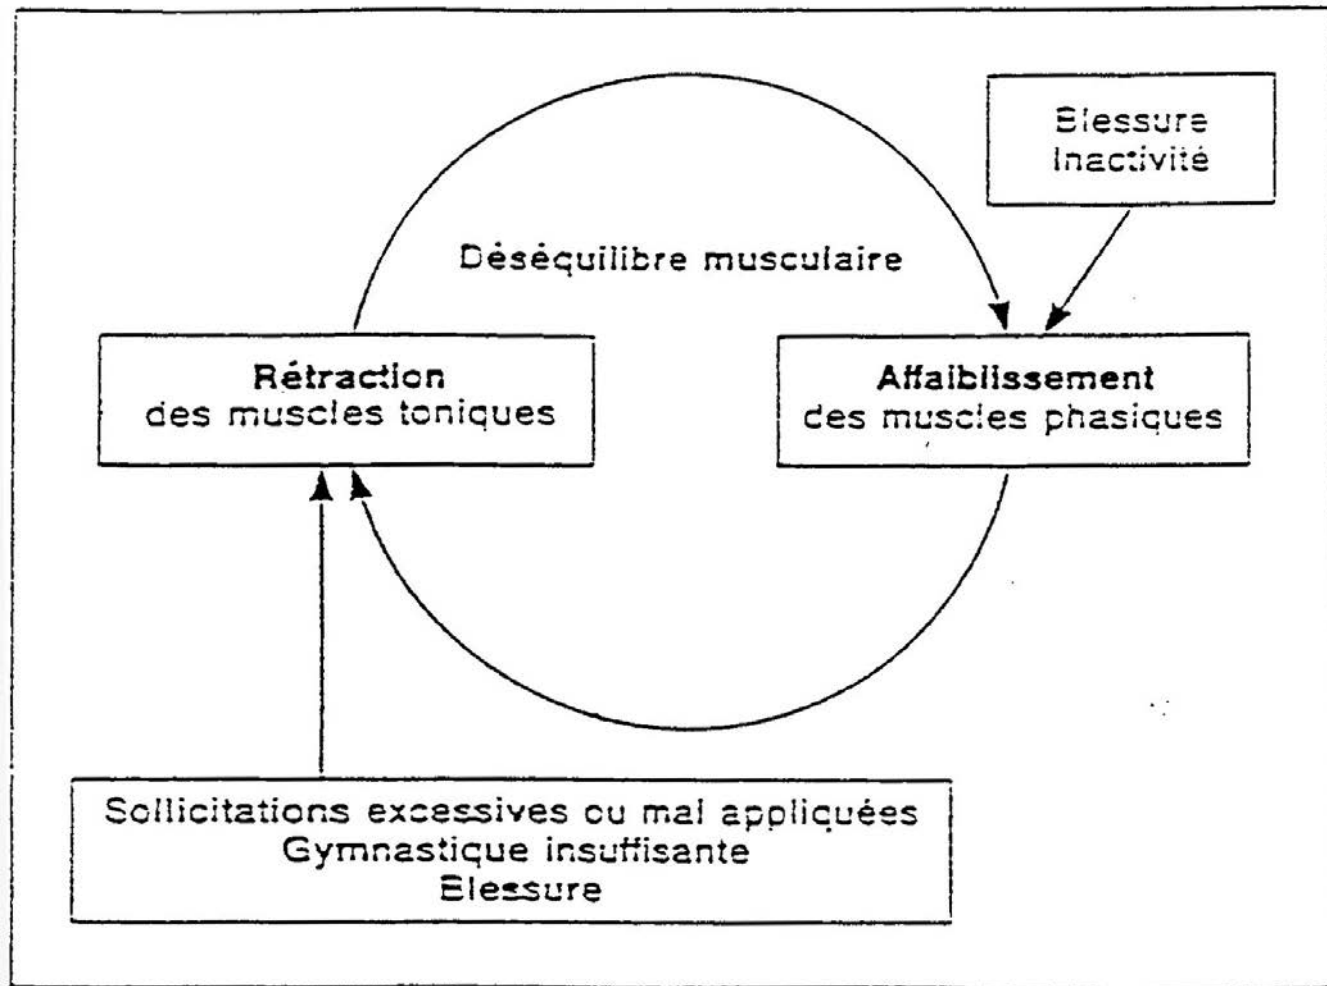 Blessure
Inactivité
Déséquilibre musculaire
Rétraction
des muscles toniques
Affaiblissement
des muscles phasiques
Sollicitations excessives ou mal appliquées
Gymnastique insuffisante
Blessure